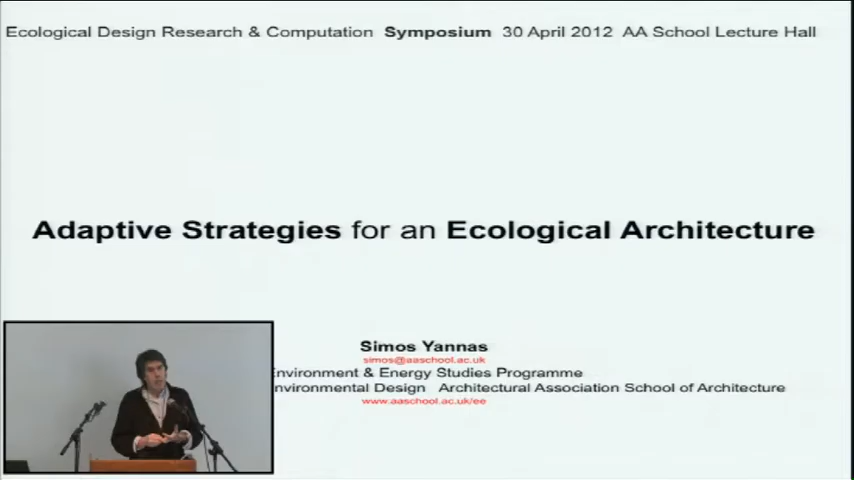 Ecological Design Research & Computation Symposium 30 April 2012 AA School Lecture Hall
Adaptive Strategies for an Ecological Architecture
Simos Yannas
simos@aaschool.ac.uk
Environment & Energy Studies Programme
nvironmental Design Architectural Association School of Architecture
www.aaschool.ac.uk/ee